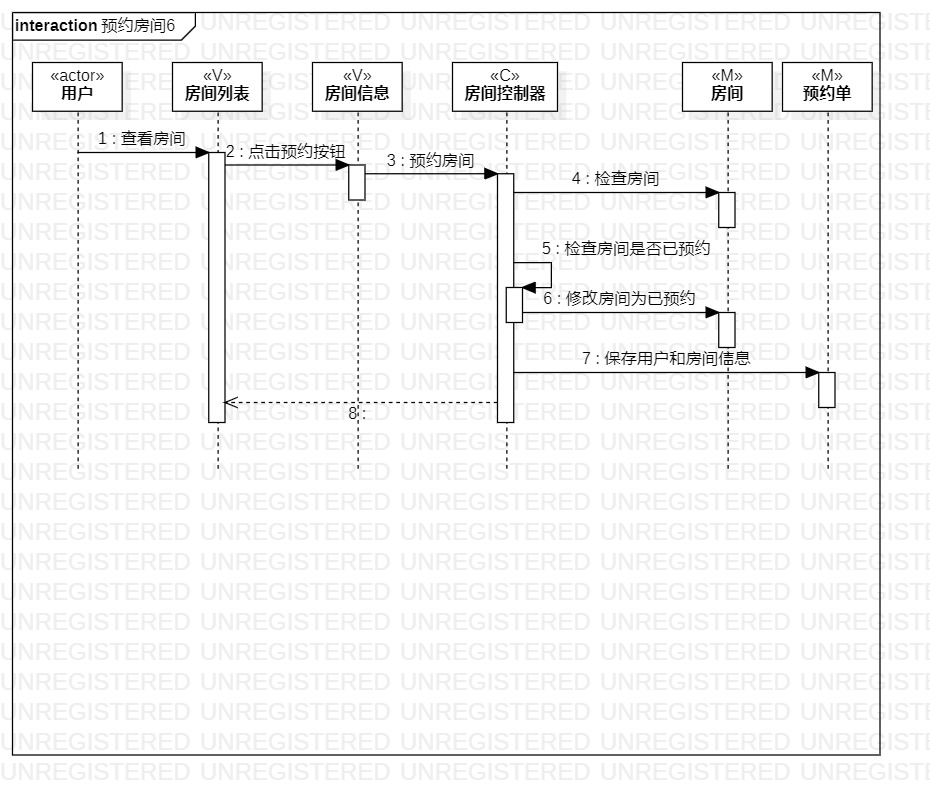 interaction 预约房间6
«actor»
用户
«V»
房间列表
«V»
房间信息
«C»
房间控制器
«M»
房间
«M»
预约单
1 : 查看房间
2 : 点击预约按钮
3 : 预约房间
4 : 检查房间
5 : 检查房间是否已预约
6 : 修改房间为已预约
7 : 保存用户和房间信息
8 :
UNREGISTERED